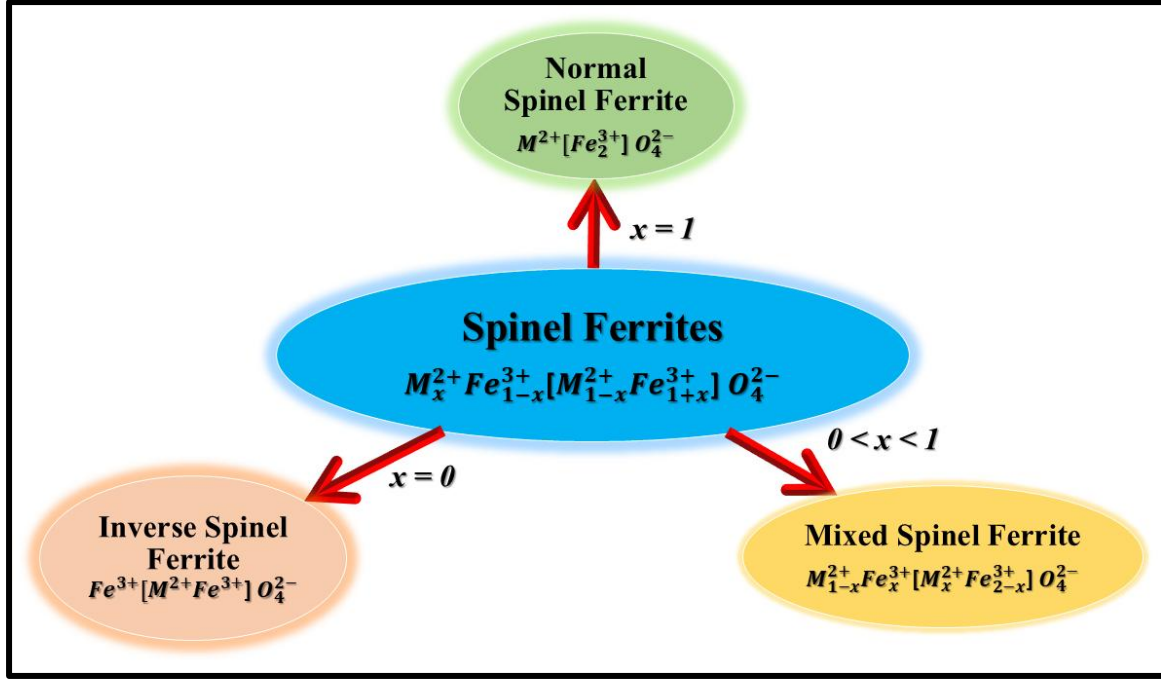 Normal
Spinel Ferrite
M²⁺[Fe₂³⁺] O₄²⁻
x = 1
Spinel Ferrites
Mₓ²⁺Fe₁₋ₓ³⁺[M₁₋ₓ²⁺Fe₁₊ₓ³⁺] O₄²⁻
0 < x < 1
x = 0
Inverse Spinel
Ferrite
Fe³⁺[M²⁺Fe³⁺] O₄²⁻
Mixed Spinel Ferrite
M₁₋ₓ²⁺Feₓ³⁺[Mₓ²⁺Fe₂₋ₓ³⁺] O₄²⁻